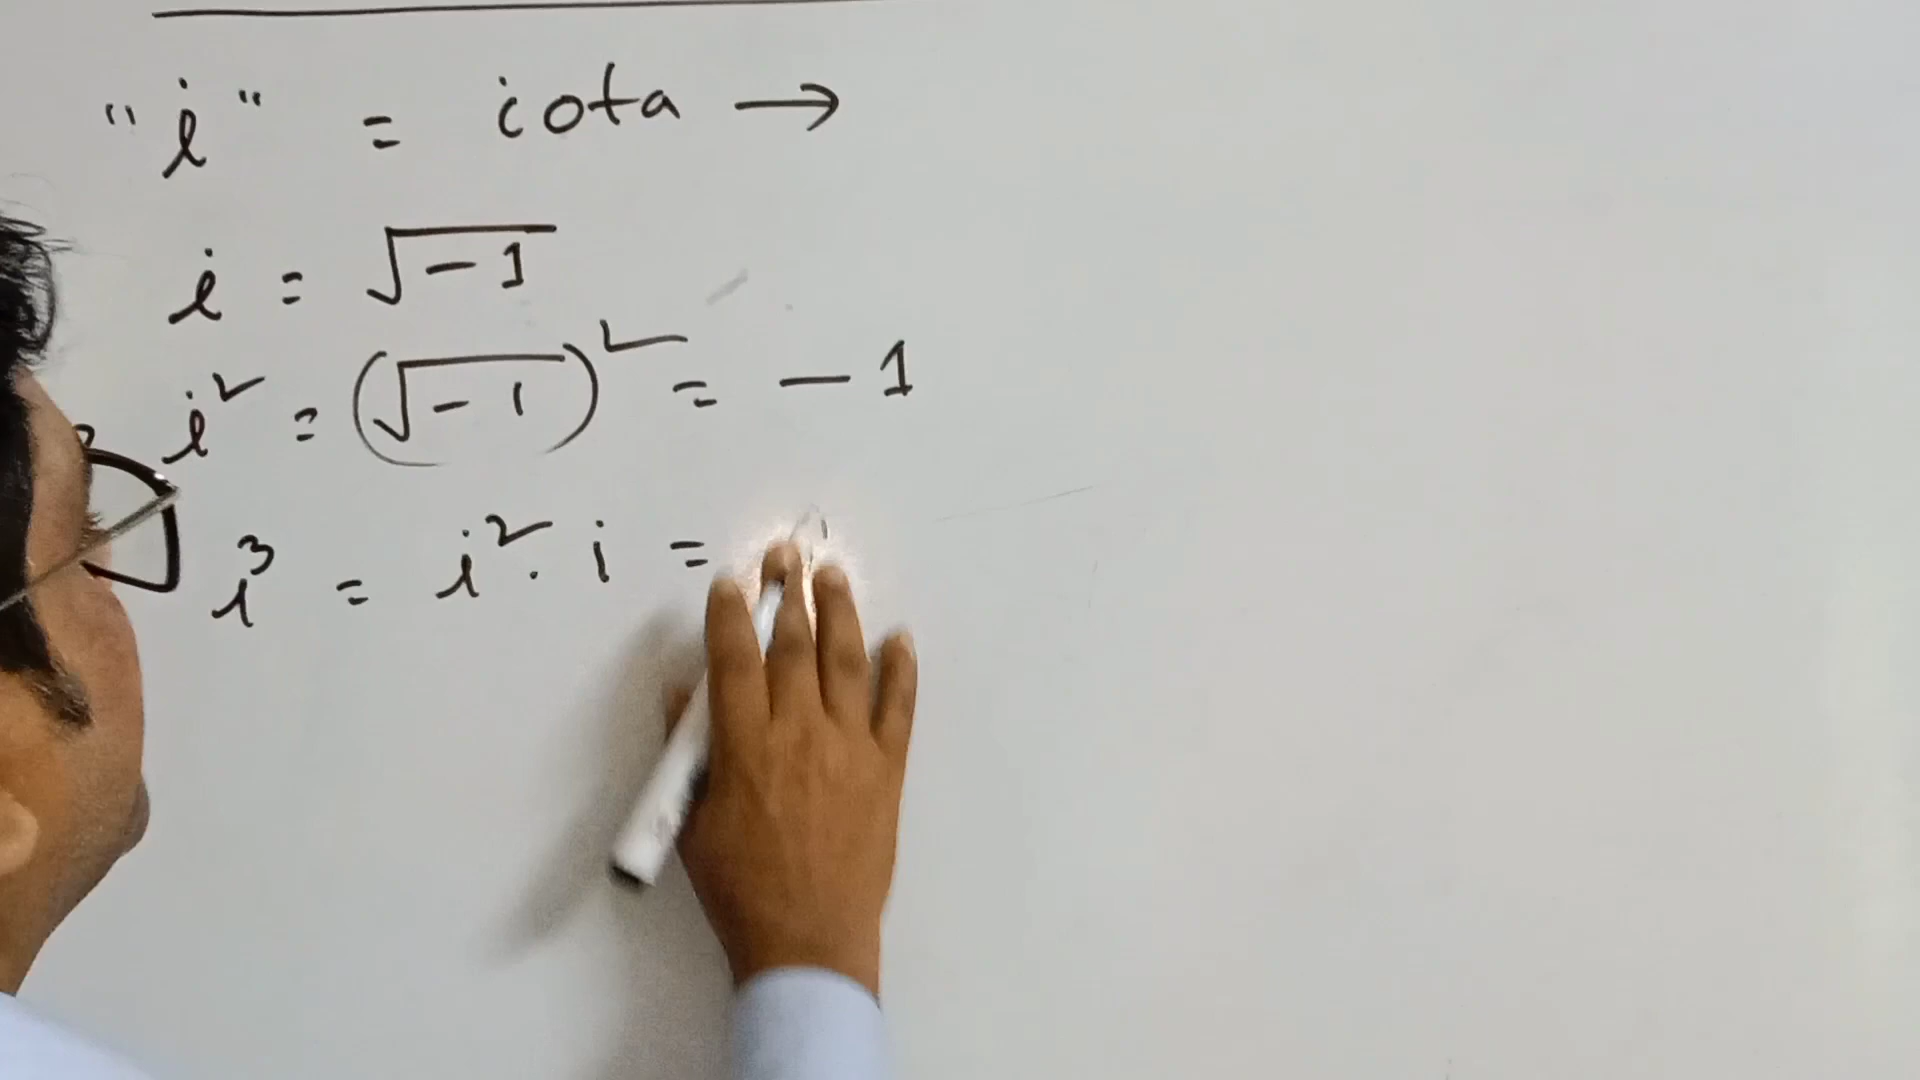 "i" = iota →
i = √-1
i² = (√-1)² = - 1
i³ = i² . i =